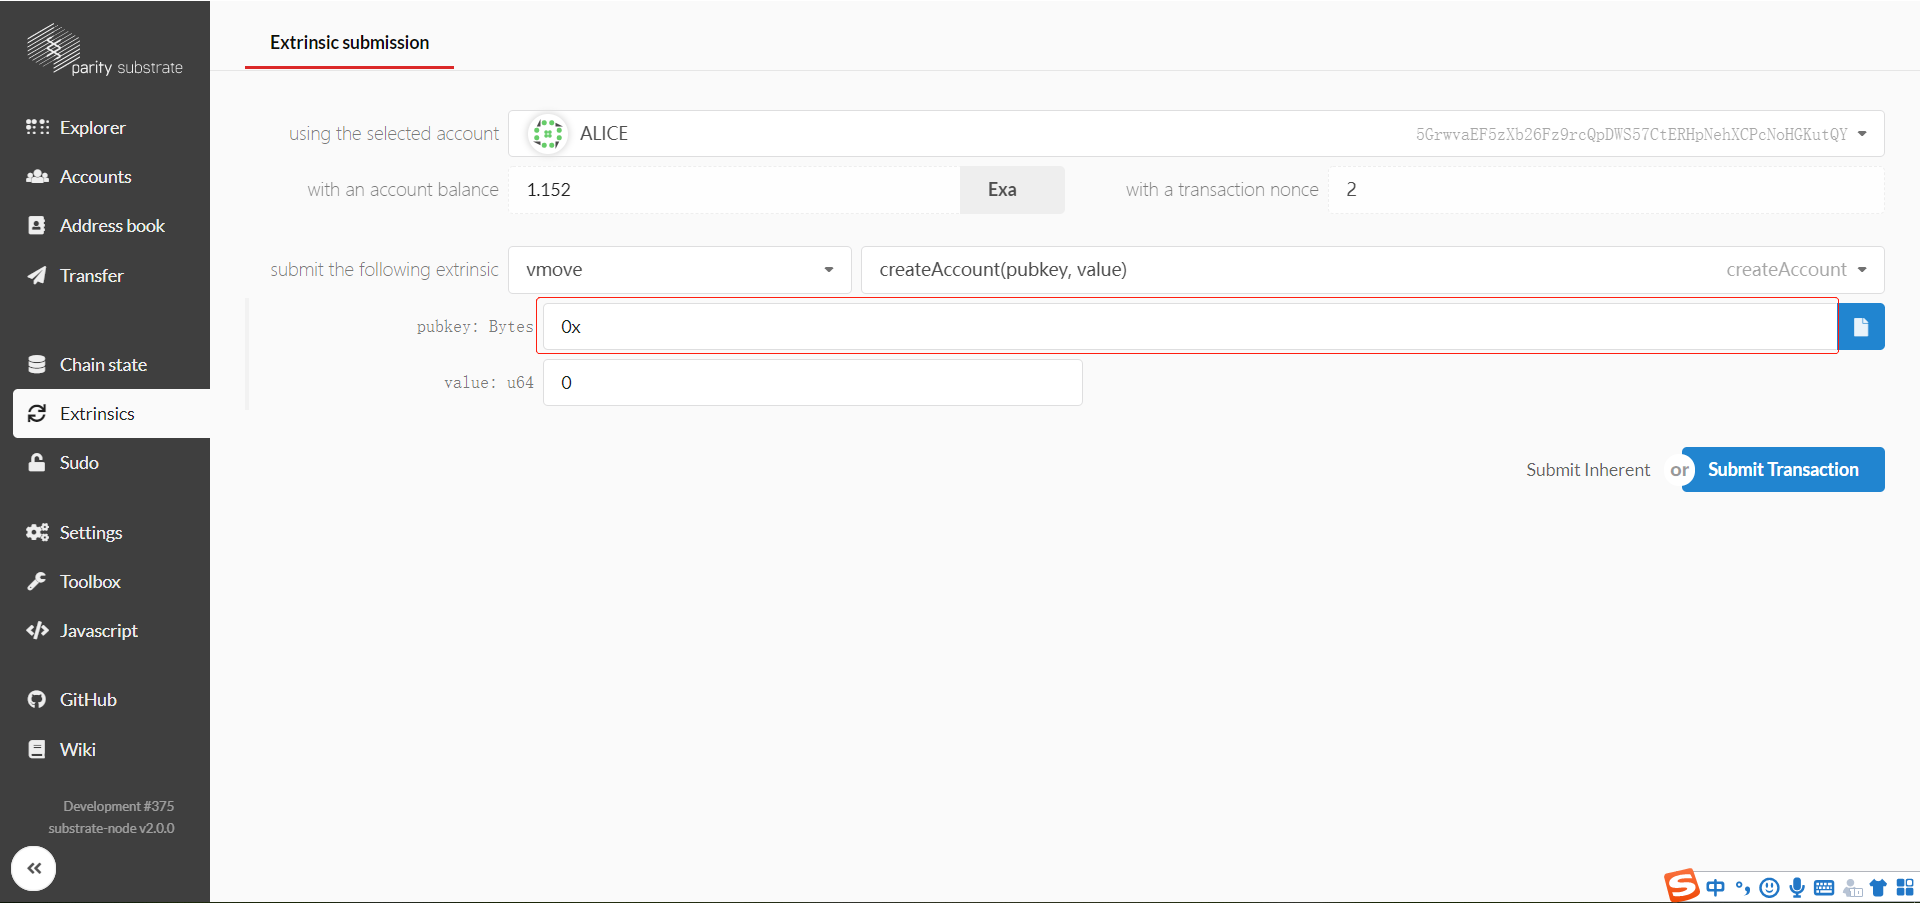 parity substrate
Explorer
Accounts
Address book
Transfer
Chain state
Extrinsics
Sudo
Settings
Toolbox
Javascript
GitHub
Wiki
Development #375
substrate-node v2.0.0
Extrinsic submission
using the selected account ALICE 5GrwvaEF5zXb26Fz9rcQpDWS57CtERHpNehXCPcNoHGKutQY
with an account balance 1.152 Exa with a transaction nonce 2
submit the following extrinsic vmove createAccount(pubkey, value) createAccount
pubkey: Bytes 0x
value: u64 0
Submit Inherent or Submit Transaction
S 中